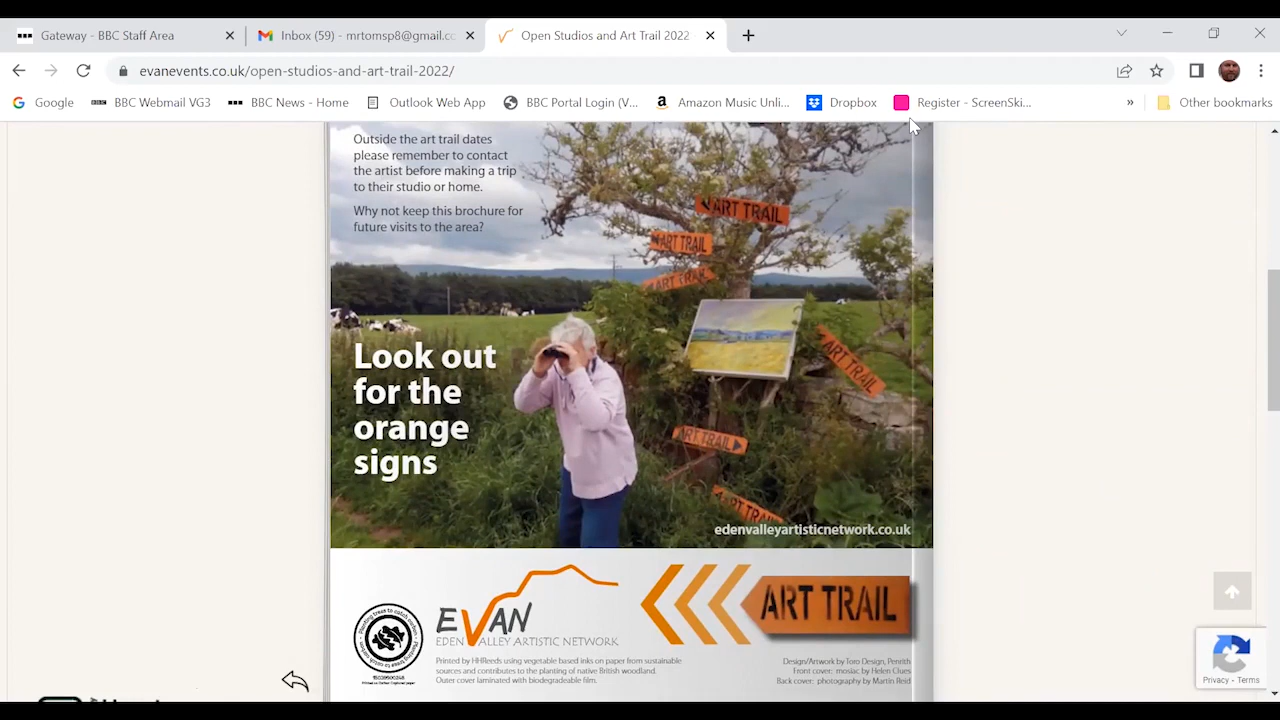 Gateway - BBC Staff Area
Inbox (59) - mrtomsp8@gmail.cc
Open Studios and Art Trail 2022
evanevents.co.uk/open-studios-and-art-trail-2022/
Google
BBC Webmail VG3
BBC News - Home
Outlook Web App
BBC Portal Login (V...
Amazon Music Unli...
Dropbox
Register - ScreenSki...
»
Other bookmarks
Outside the art trail dates
please remember to contact
the artist before making a trip
to their studio or home.
Why not keep this brochure for
future visits to the area?
ART TRAIL
ART TRAIL
ART TRAIL
ART TRAIL
ART TRAIL
ART TRAIL
Look out
for the
orange
signs
edenvalleyartisticnetwork.co.uk
EVAN
EDEN VALLEY ARTISTIC NETWORK
ART TRAIL
Planting trees to catch carbon
Printed by HHReeds using vegetable based inks on paper from sustainable
sources and contributes to the planting of native British woodland.
Outer cover laminated with biodegradeable film.
Design/Artwork by Toro Design, Penrith
Front cover: mosiac by Helen Clues
Back cover: photography by Martin Reid
Privacy - Terms